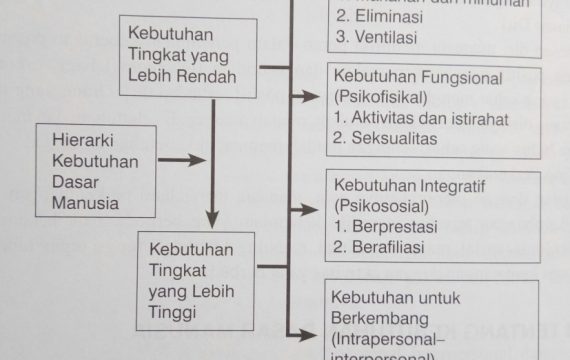 2. Eliminasi
3. Ventilasi
Kebutuhan
Tingkat yang
Lebih Rendah
Kebutuhan Fungsional
(Psikofisikal)
1. Aktivitas dan istirahat
2. Seksualitas
Hierarki
Kebutuhan
Dasar
Manusia
Kebutuhan Integratif
(Psikososial)
1. Berprestasi
2. Berafiliasi
Kebutuhan
Tingkat
yang Lebih
Tinggi
Kebutuhan untuk
Berkembang
(Intrapersonal–
interpersonal)